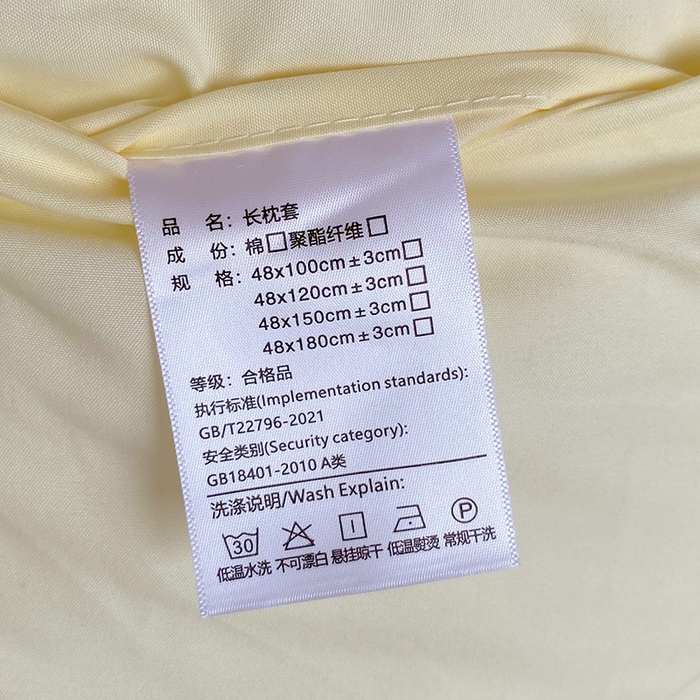 品 名: 长枕套
成 份: 棉□聚酯纤维□
规 格: 48x100cm±3cm□
48x120cm±3cm□
48x150cm±3cm□
48x180cm±3cm□
等级: 合格品
执行标准(Implementation standards):
GB/T22796-2021
安全类别(Security category):
GB18401-2010 A类
洗涤说明/Wash Explain:
30 P
低温水洗 不可漂白 悬挂晾干 低温熨烫 常规干洗